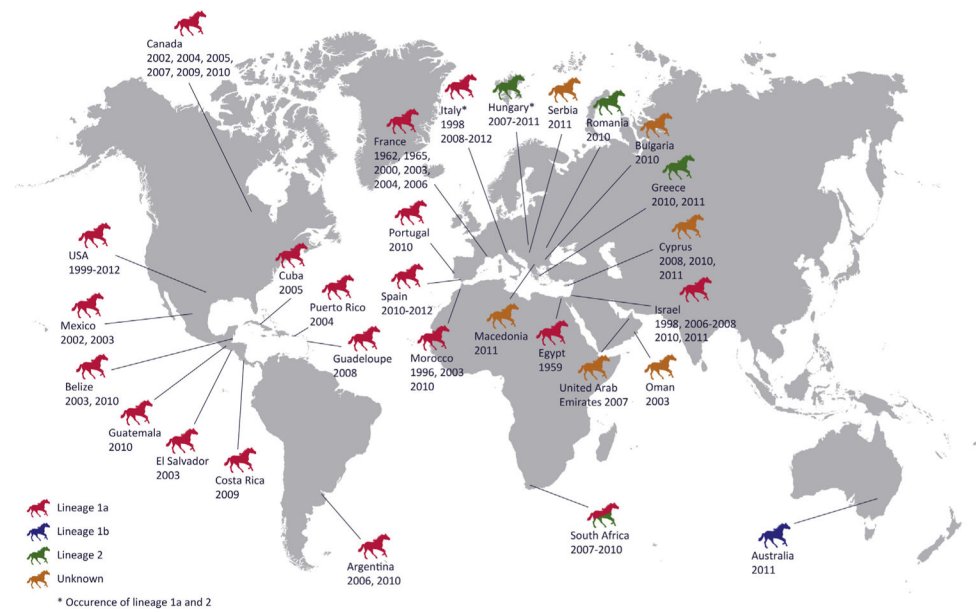 Canada
2002, 2004, 2005,
2007, 2009, 2010
Italy*
1998
2008-2012
Hungary*
2007-2011
Serbia
2011
Romania
2010
Bulgaria
2010
France
1962, 1965,
2000, 2003,
2004, 2006
Greece
2010, 2011
Portugal
2010
Cyprus
2008, 2010,
2011
USA
1999-2012
Cuba
2005
Puerto Rico
2004
Spain
2010-2012
Israel
1998, 2006-2008
2010, 2011
Mexico
2002, 2003
Guadeloupe
2008
Morocco
1996, 2003
2010
Macedonia
2011
Egypt
1959
United Arab
Emirates 2007
Oman
2003
Belize
2003, 2010
Guatemala
2010
El Salvador
2003
Costa Rica
2009
Argentina
2006, 2010
South Africa
2007-2010
Australia
2011
Lineage 1a
Lineage 1b
Lineage 2
Unknown
* Occurence of lineage 1a and 2